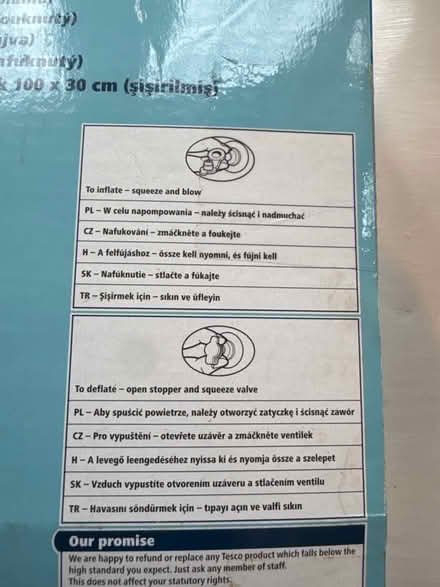 ouknutý)
jva)
afúknutý)
k 100 x 30 cm (şişirilmiş)
To inflate – squeeze and blow
PL – W celu napompowania – należy ścisnąć i nadmuchać
CZ – Nafukování – zmáčkněte a foukejte
H – A felfújáshoz – össze kell nyomni, és fújni kell
SK – Nafúknutie – stlačte a fúkajte
TR – Şişirmek için – sıkın ve üfleyin
To deflate – open stopper and squeeze valve
PL – Aby spuścić powietrze, należy otworzyć zatyczkę i ścisnąć zawór
CZ – Pro vypuštění – otevřete uzávěr a zmáčkněte ventilek
H – A levegő leengedéséhez nyissa ki és nyomja össze a szelepet
SK – Vzduch vypustíte otvorením uzáveru a stlačením ventilu
TR – Havasını söndürmek için – tıpayı açın ve valfi sıkın
Our promise
We are happy to refund or replace any Tesco product which falls below the
high standard you expect. Just ask any member of staff.
This does not affect your statutory rights.